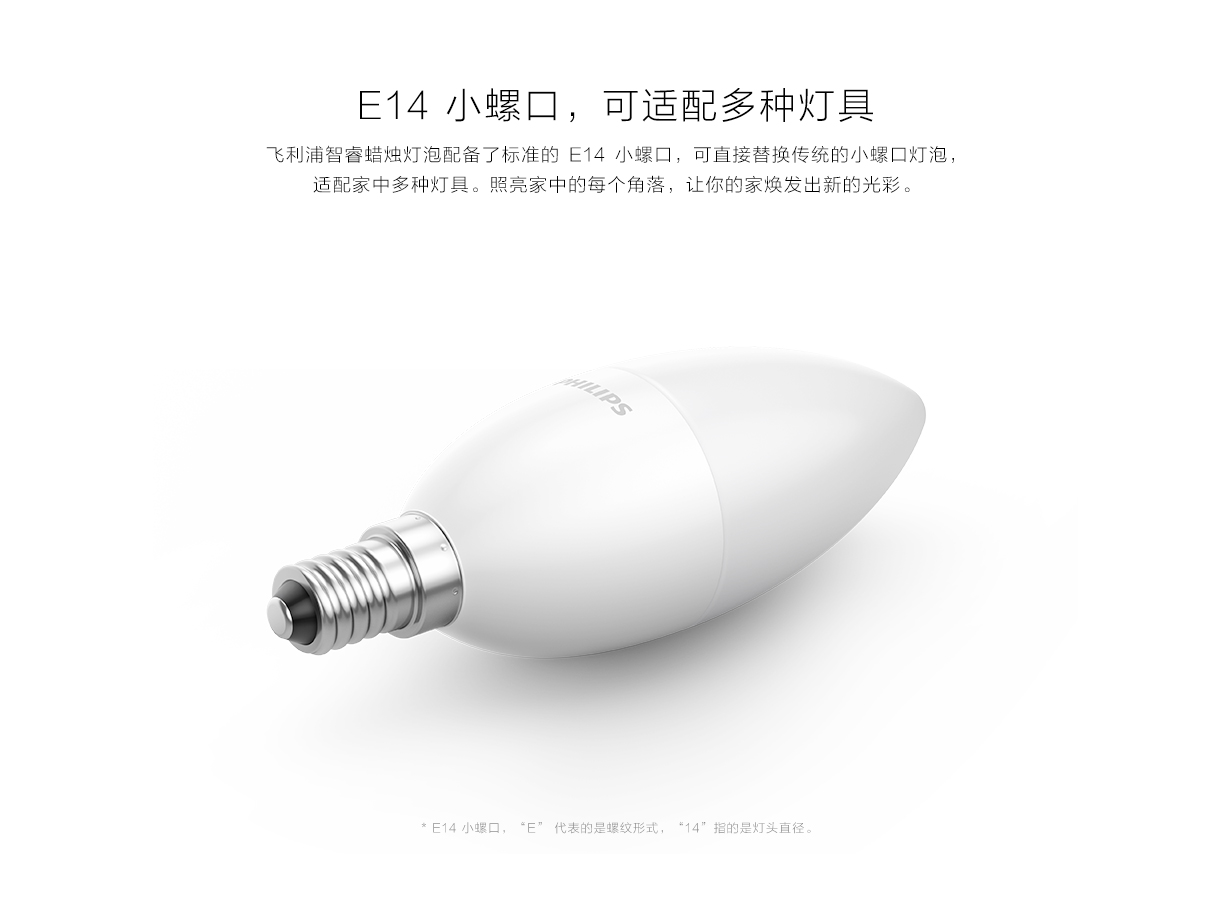 E14 小螺口，可适配多种灯具
飞利浦智睿蜡烛灯泡配备了标准的 E14 小螺口，可直接替换传统的小螺口灯泡，
适配家中多种灯具。照亮家中的每个角落，让你的家焕发出新的光彩。
PHILIPS
* E14 小螺口，“E” 代表的是螺纹形式，“14”指的是灯头直径。